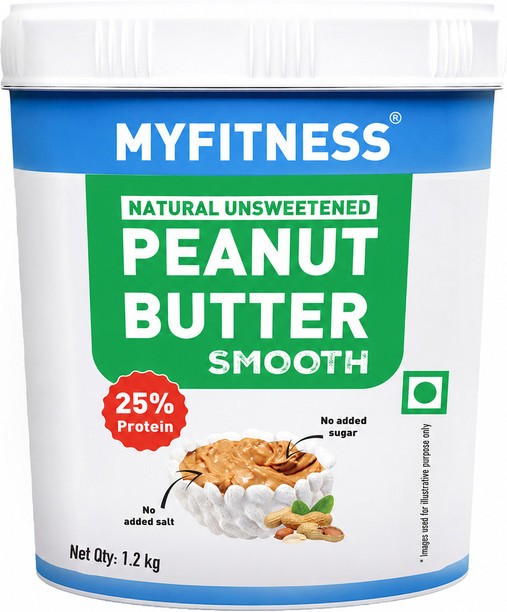 MYFITNESS®
NATURAL UNSWEETENED
PEANUT
BUTTER
SMOOTH
25%
Protein
No added
sugar
No
added salt
Net Qty: 1.2 kg
* Images used for illustrative purpose only